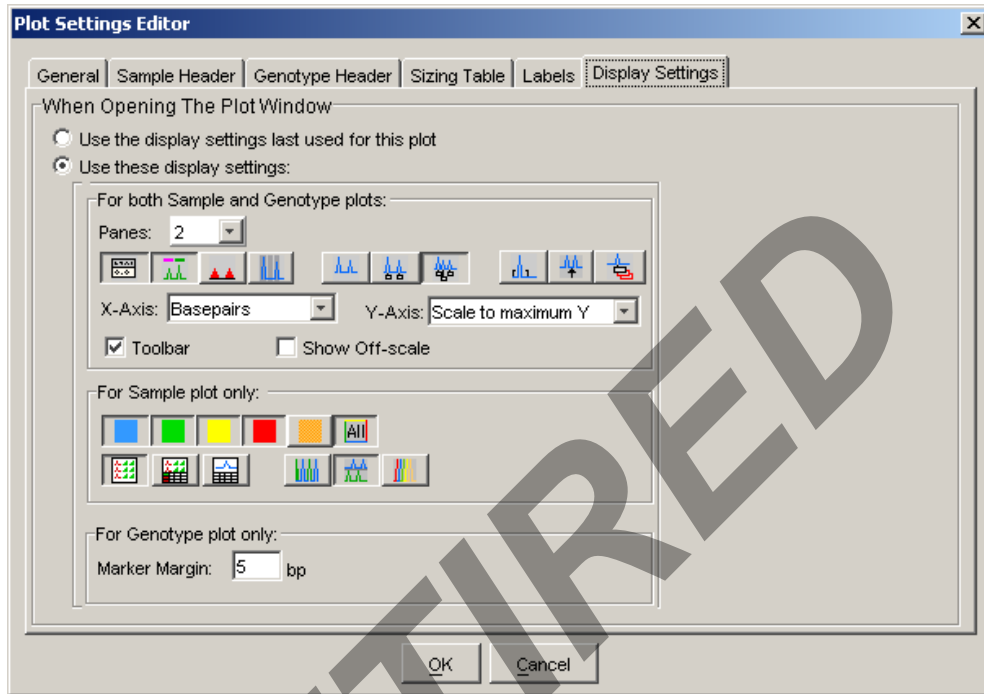 Plot Settings Editor
General Sample Header Genotype Header Sizing Table Labels Display Settings
When Opening The Plot Window
Use the display settings last used for this plot
Use these display settings:
For both Sample and Genotype plots:
Panes: 2
X-Axis: Basepairs Y-Axis: Scale to maximum Y
Toolbar Show Off-scale
For Sample plot only:
All
For Genotype plot only:
Marker Margin: 5 bp
OK Cancel
TIRED